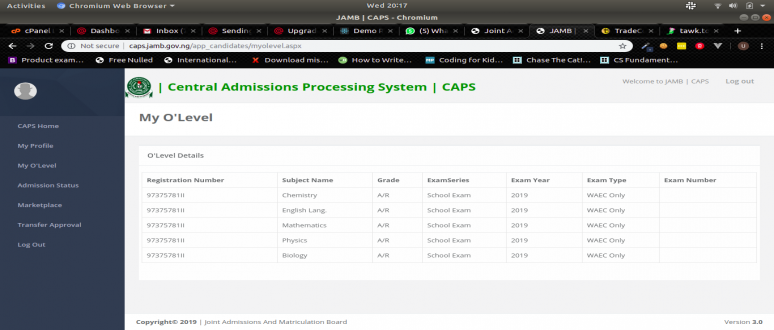 Activities Chromium Web Browser Wed 20:17
JAMB | CAPS - Chromium
cPanel Dashbo Inbox ( Sending Upgrad Demo F (5) Wha Joint A JAMB | TradeC tawk.to
Not secure | caps.jamb.gov.ng/app_candidates/myolevel.aspx
Product exam... Free Nulled International... Download mis... How to Write... Coding for Kid... Chase The Cat!... CS Fundament...
| Central Admissions Processing System | CAPS
Welcome to JAMB | CAPS Log out
My O'Level
CAPS Home
My Profile
My O'Level
Admission Status
Marketplace
Transfer Approval
Log Out
O'Level Details
Registration Number Subject Name Grade ExamSeries Exam Year Exam Type Exam Number
97375781II Chemistry A/R School Exam 2019 WAEC Only
97375781II English Lang. A/R School Exam 2019 WAEC Only
97375781II Mathematics A/R School Exam 2019 WAEC Only
97375781II Physics A/R School Exam 2019 WAEC Only
97375781II Biology A/R School Exam 2019 WAEC Only
Copyright© 2019 | Joint Admissions And Matriculation Board Version 3.0